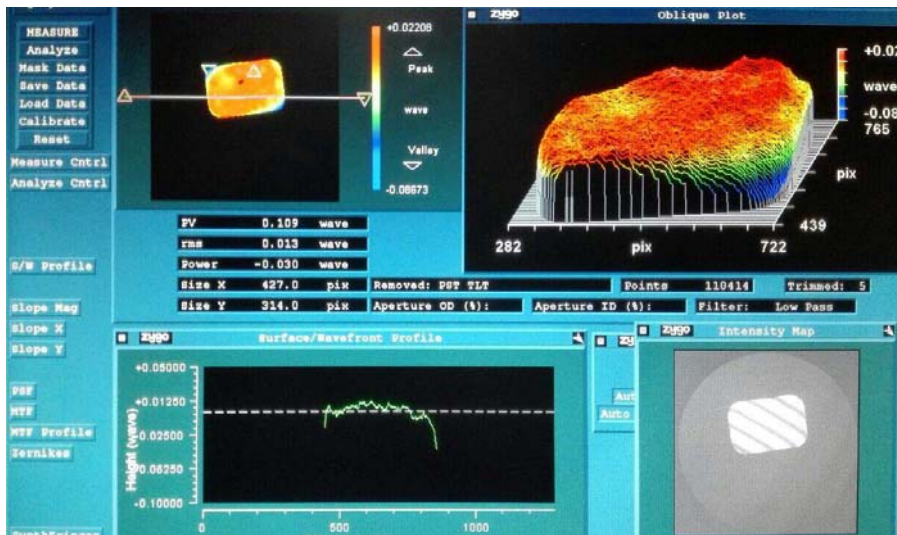 MEASURE
Analyze
Mask Data
Save Data
Load Data
Calibrate
Reset
Measure Cntrl
Analyze Cntrl
S/W Profile
Slope Mag
Slope X
Slope Y
PSF
MTF
MTF Profile
Zernikes
+0.02208
Peak
wave
Valley
-0.08673
PV 0.109 wave
rms 0.013 wave
Power -0.030 wave
Size X 427.0 pix
Size Y 314.0 pix
Removed: PST TLT
Points 110414
Trimmed: 5
Aperture OD (%):
Aperture ID (%):
Filter: Low Pass
zygo
Oblique Plot
+0.02
wave
-0.08
765
pix
439
282
pix
722
zygo
Surface/Wavefront Profile
+0.05000
+0.01250
-0.02500
-0.06250
-0.10000
Height (wave)
0
500
1000
Aut
Auto
zygo
Intensity Map